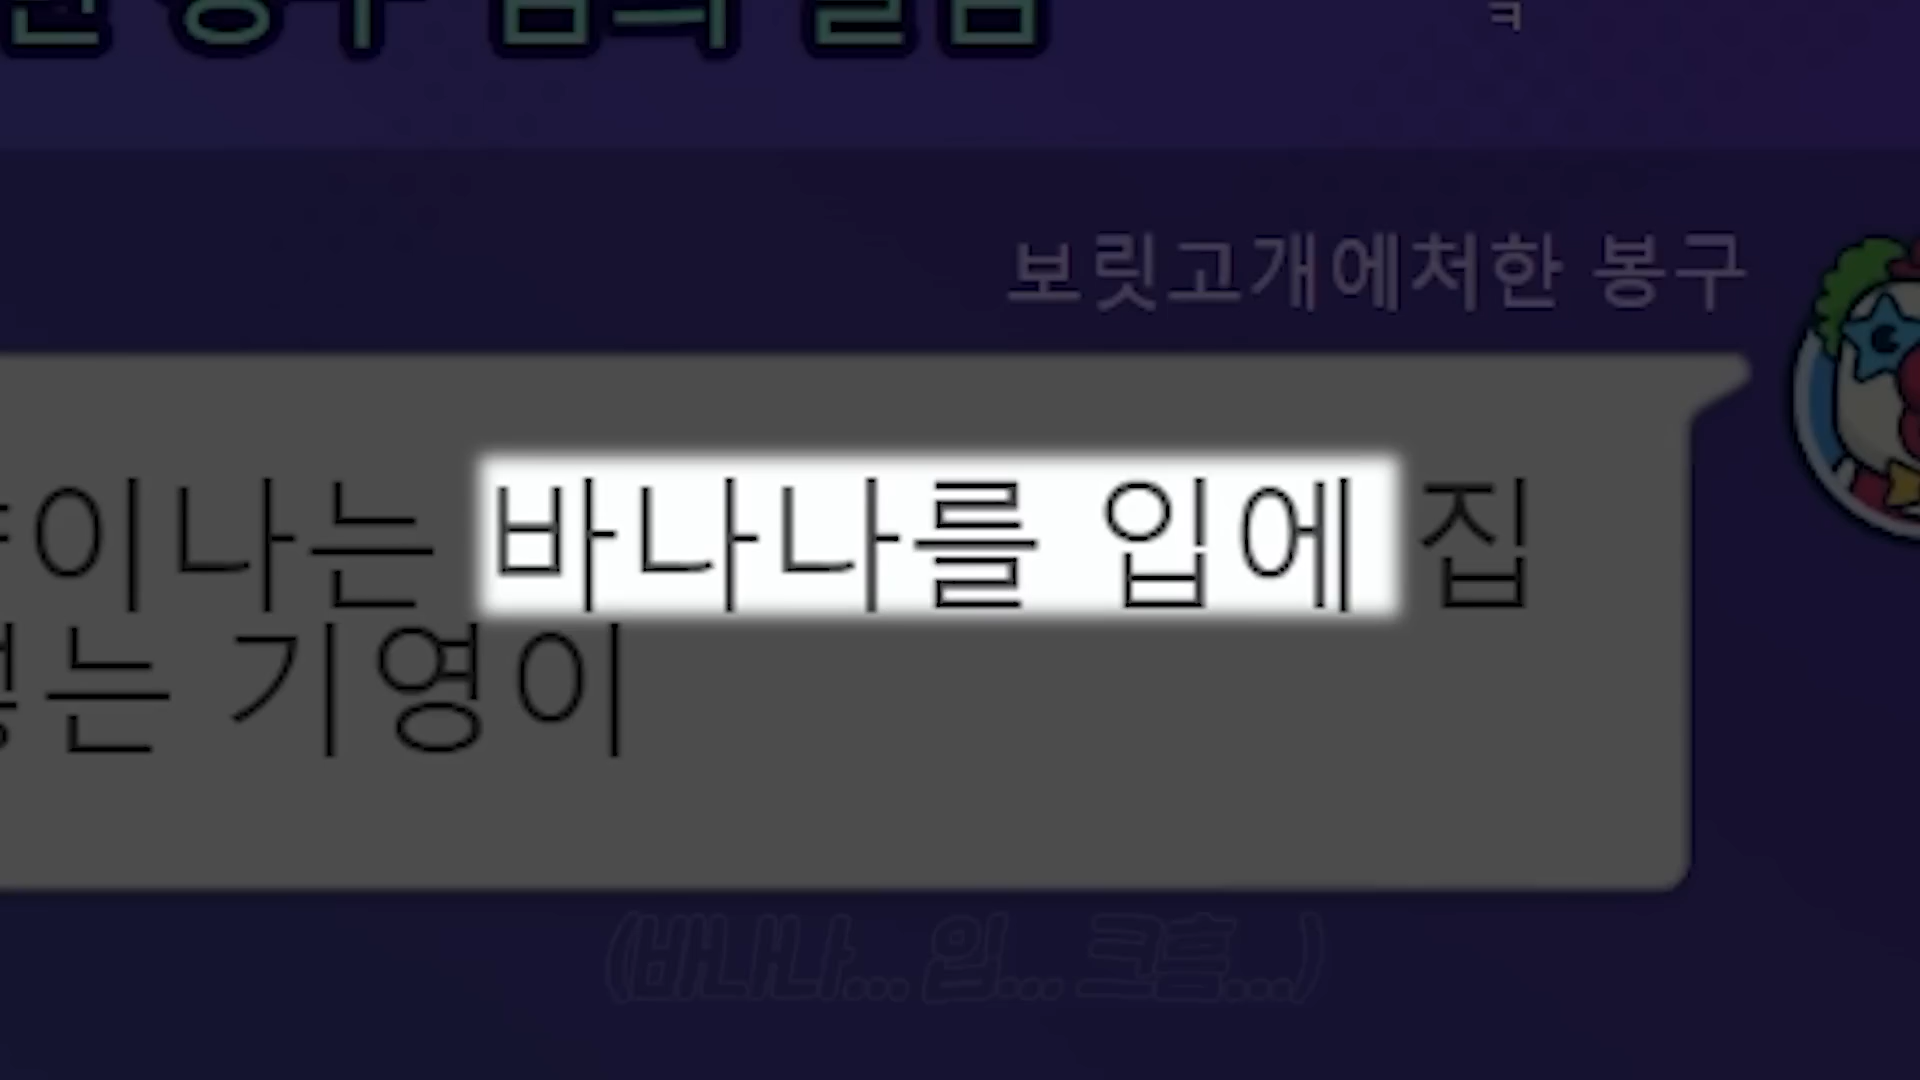 ㅋ
보릿고개에처한 봉구
이나는 바나나를 입에 집
는 기영이
(바나나... 입... 크흠...)